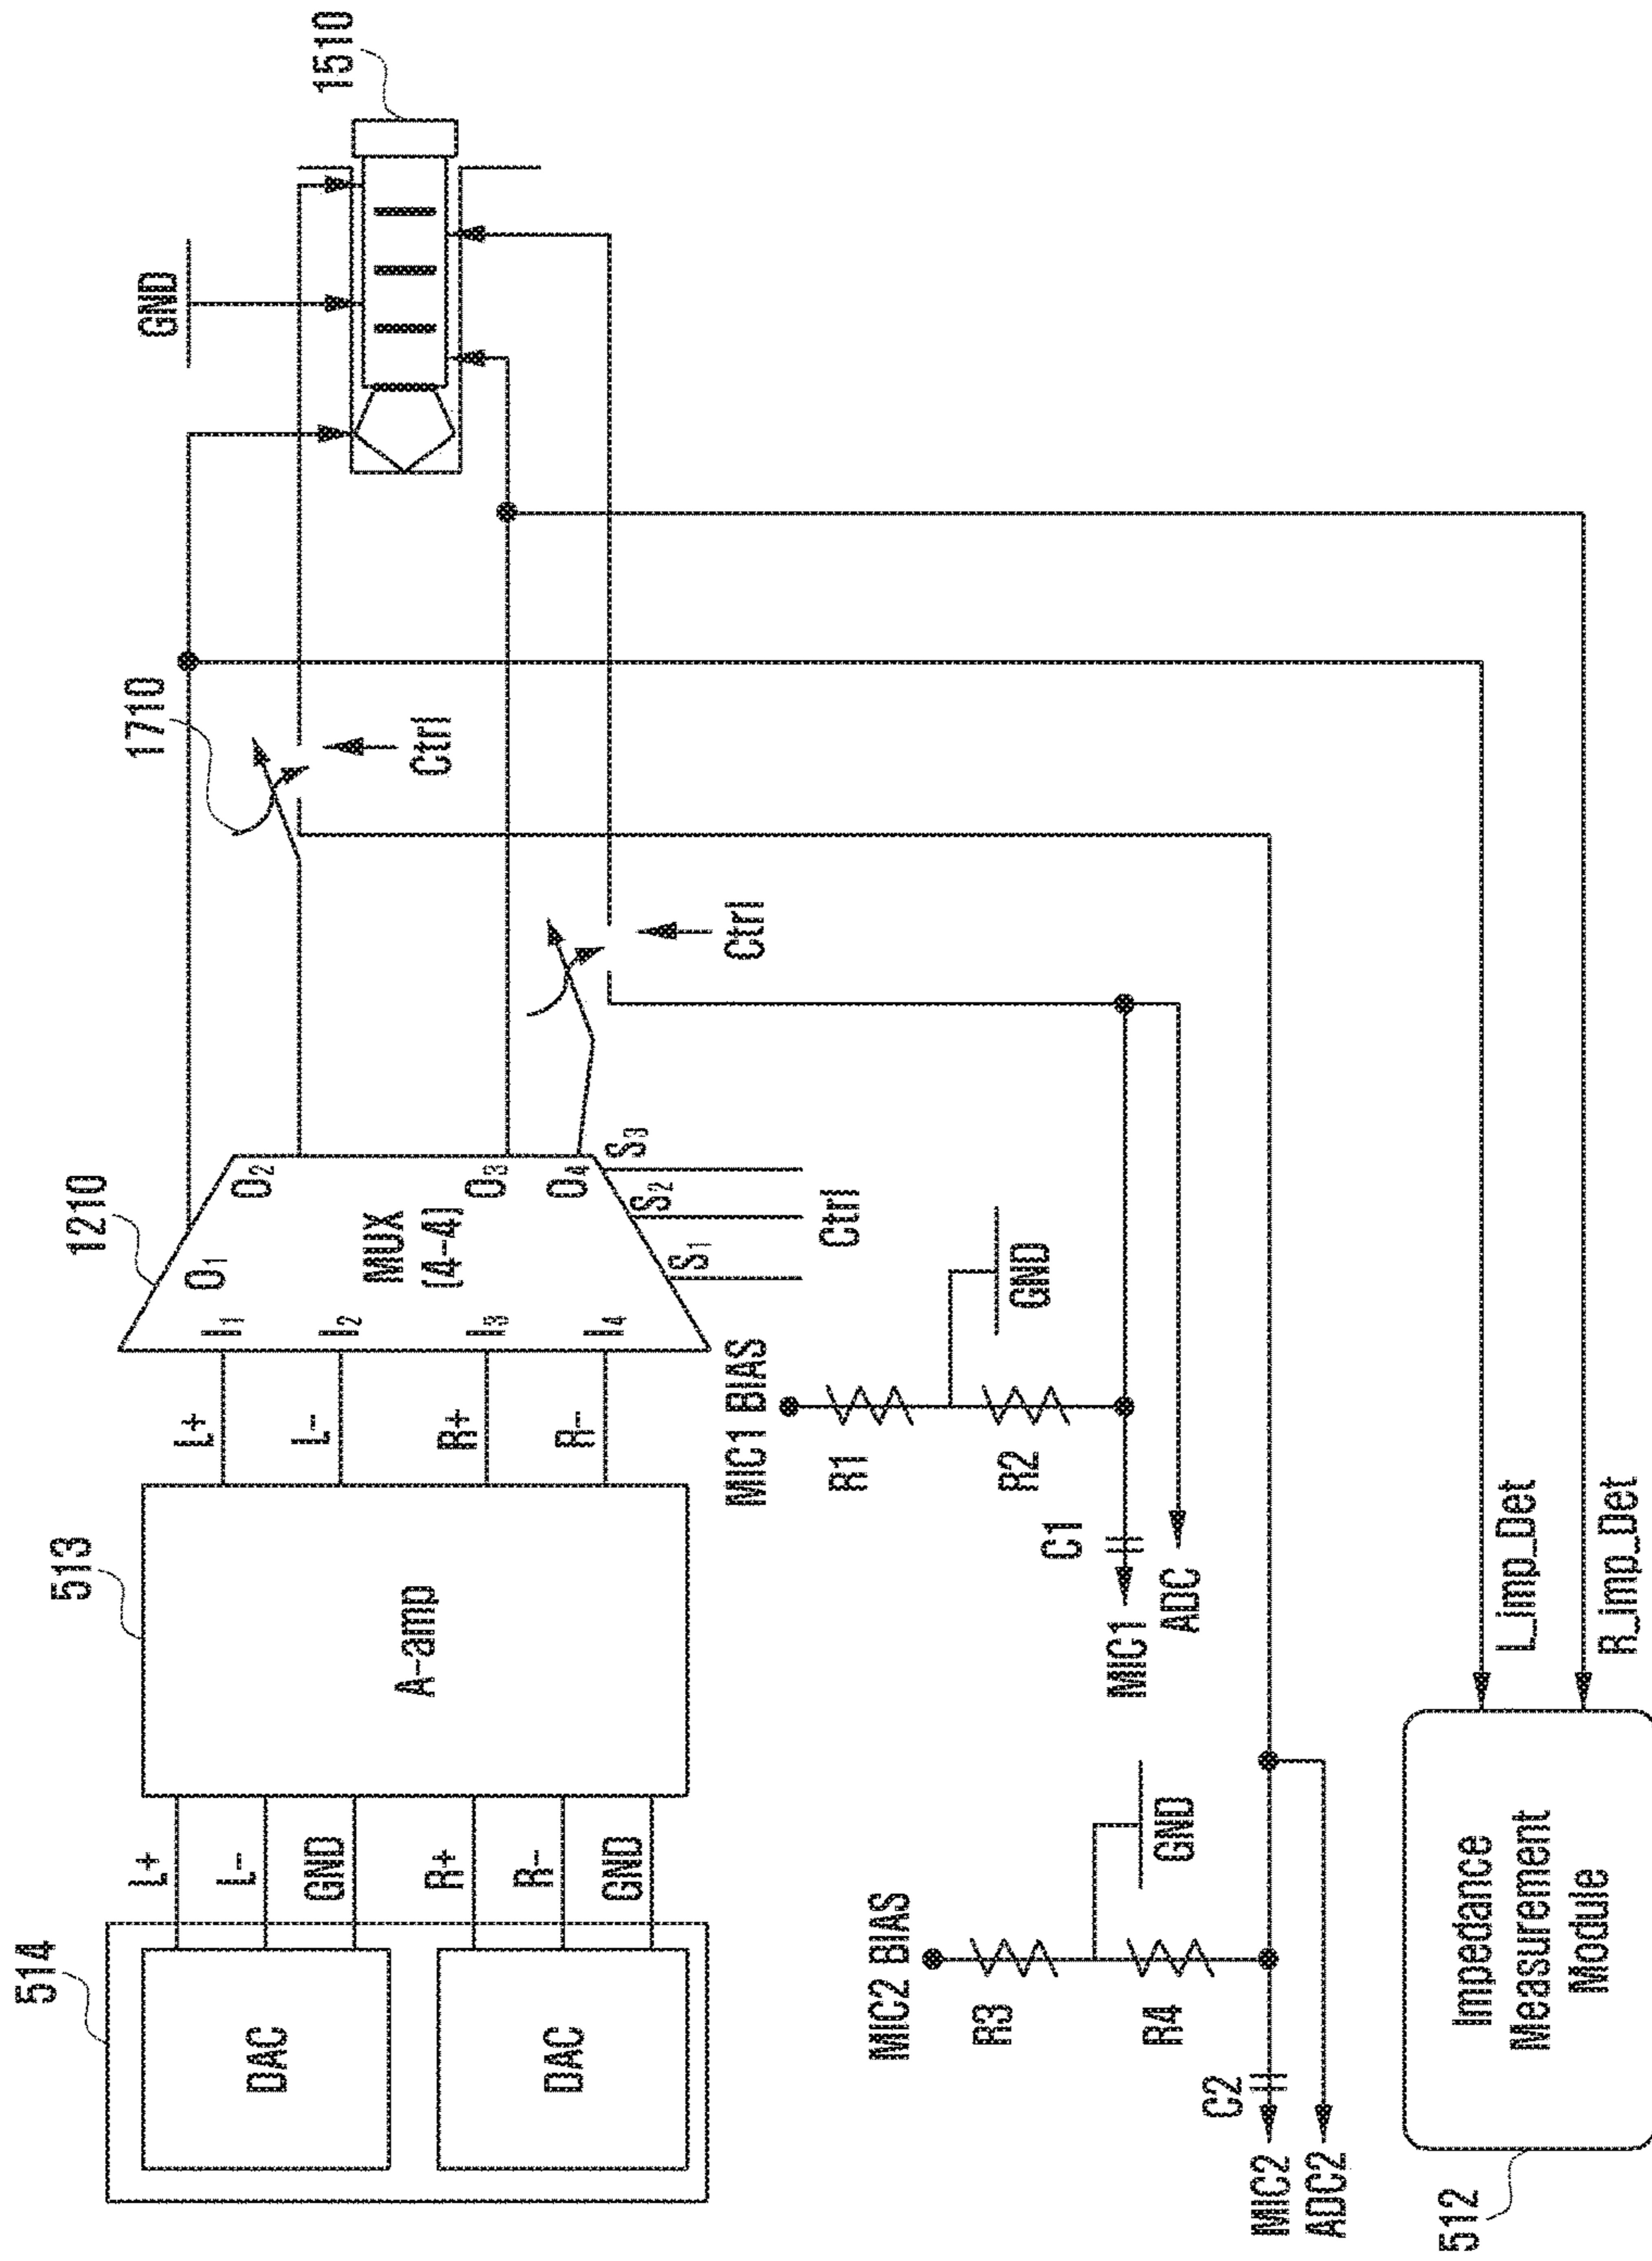 514
DAC
DAC
L+
L-
GND
R+
R-
GND
513
A-amp
L+
L-
R+
R-
1210
I1
I2
I3
I4
MUX
(4-4)
O1
O2
O3
O4
S1
S2
S3
Ctrl
1710
Ctrl
Ctrl
GND
1510
MIC1 BIAS
R1
R2
GND
C1
MIC1
ADC
MIC2 BIAS
R3
R4
GND
C2
MIC2
ADC2
L_imp_Det
R_imp_Det
Impedance
Measurement
Module
512